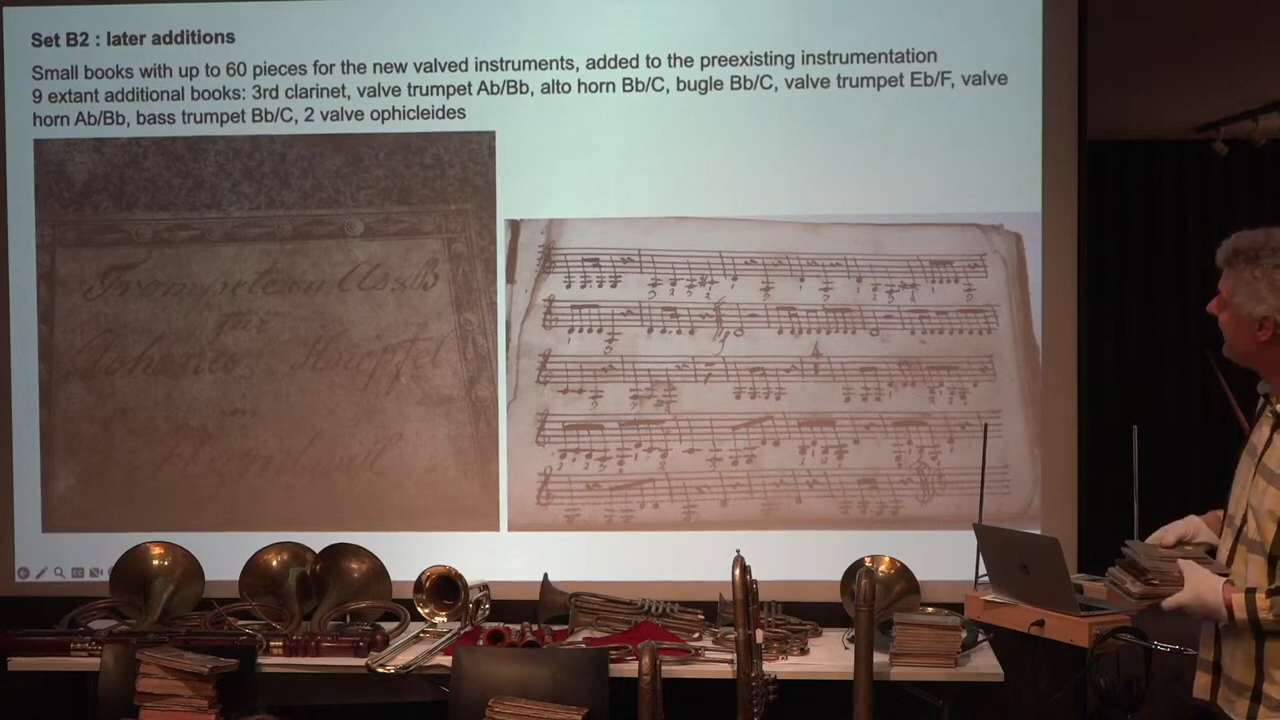 Set B2 : later additions
Small books with up to 60 pieces for the new valved instruments, added to the preexisting instrumentation
9 extant additional books: 3rd clarinet, valve trumpet Ab/Bb, alto horn Bb/C, bugle Bb/C, valve trumpet Eb/F, valve
horn Ab/Bb, bass trumpet Bb/C, 2 valve ophicleides
für
in